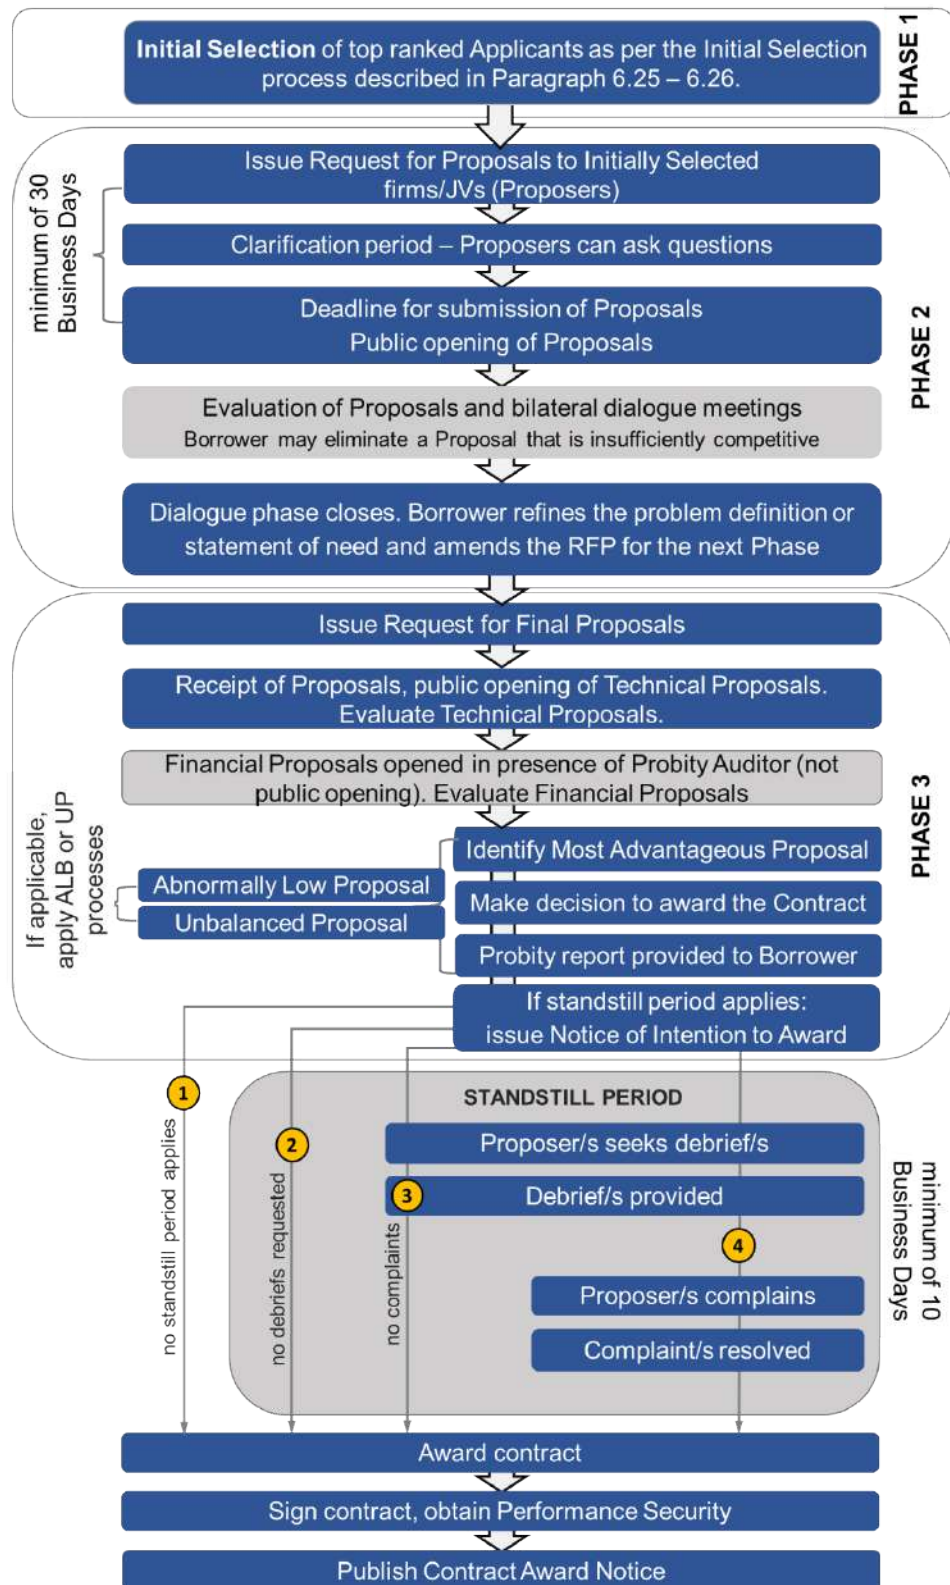 Initial Selection of top ranked Applicants as per the Initial Selection
process described in Paragraph 6.25 – 6.26.
PHASE 1
Issue Request for Proposals to Initially Selected
firms/JVs (Proposers)
minimum of 30
Business Days
Clarification period – Proposers can ask questions
Deadline for submission of Proposals
Public opening of Proposals
PHASE 2
Evaluation of Proposals and bilateral dialogue meetings
Borrower may eliminate a Proposal that is insufficiently competitive
Dialogue phase closes. Borrower refines the problem definition or
statement of need and amends the RFP for the next Phase
Issue Request for Final Proposals
Receipt of Proposals, public opening of Technical Proposals.
Evaluate Technical Proposals.
Financial Proposals opened in presence of Probity Auditor (not
public opening). Evaluate Financial Proposals
PHASE 3
If applicable,
apply ALB or UP
processes
Abnormally Low Proposal
Unbalanced Proposal
Identify Most Advantageous Proposal
Make decision to award the Contract
Probity report provided to Borrower
If standstill period applies:
issue Notice of Intention to Award
1
no standstill period applies
2
no debriefs requested
3
no complaints
4
STANDSTILL PERIOD
Proposer/s seeks debrief/s
Debrief/s provided
Proposer/s complains
Complaint/s resolved
minimum of 10
Business Days
Award contract
Sign contract, obtain Performance Security
Publish Contract Award Notice